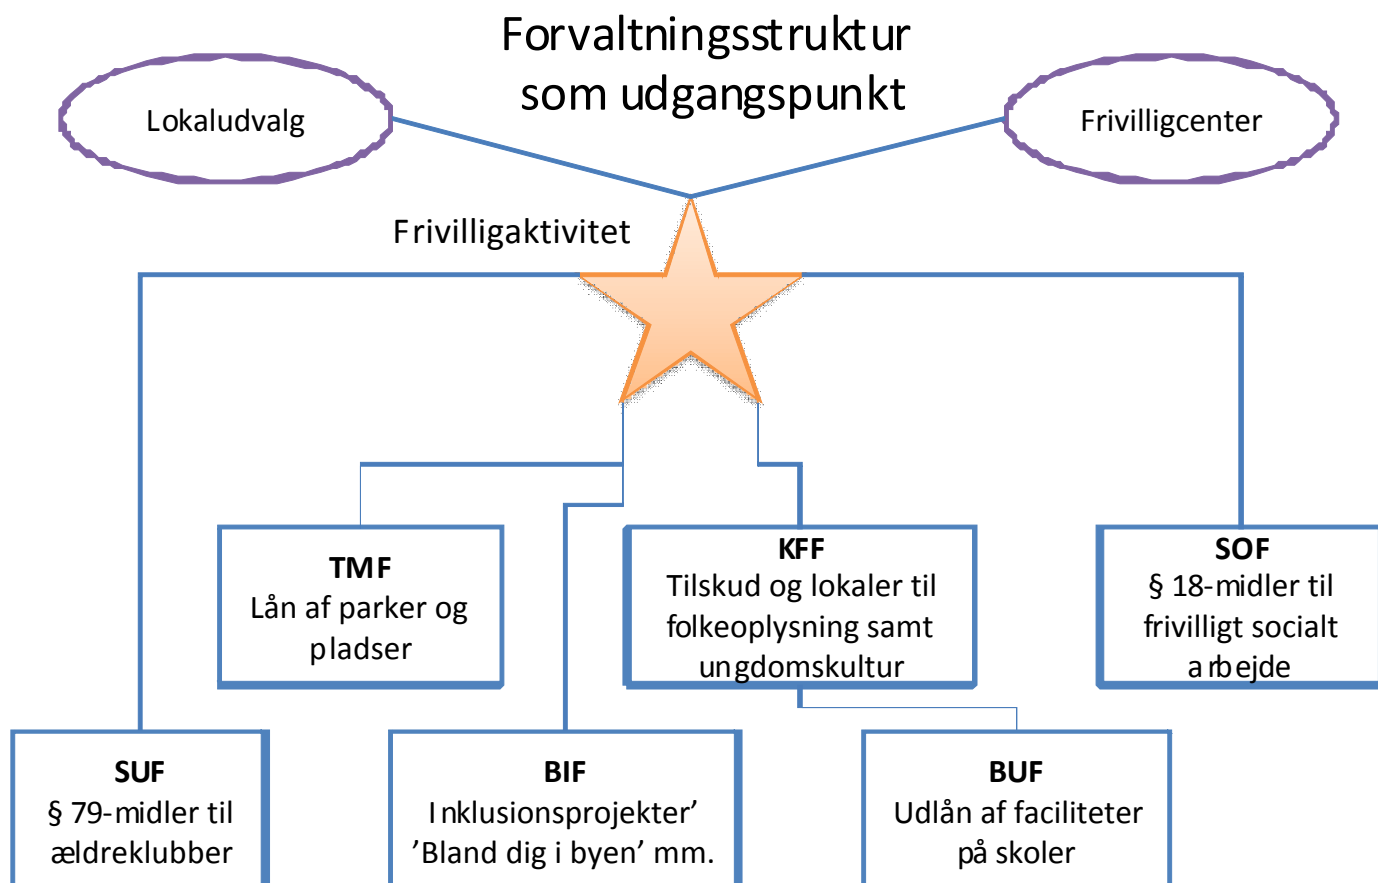 Forvaltningsstruktur
som udgangspunkt
Lokaludvalg
Frivilligcenter
Frivilligaktivitet
TMF
Lån af parker og
pladser
KFF
Tilskud og lokaler til
folkeoplysning samt
ungdomskultur
SOF
§ 18-midler til
frivilligt socialt
arbejde
SUF
§ 79-midler til
ældreklubber
BIF
Inklusionsprojekter’
’Bland dig i byen’ mm.
BUF
Udlån af faciliteter
på skoler